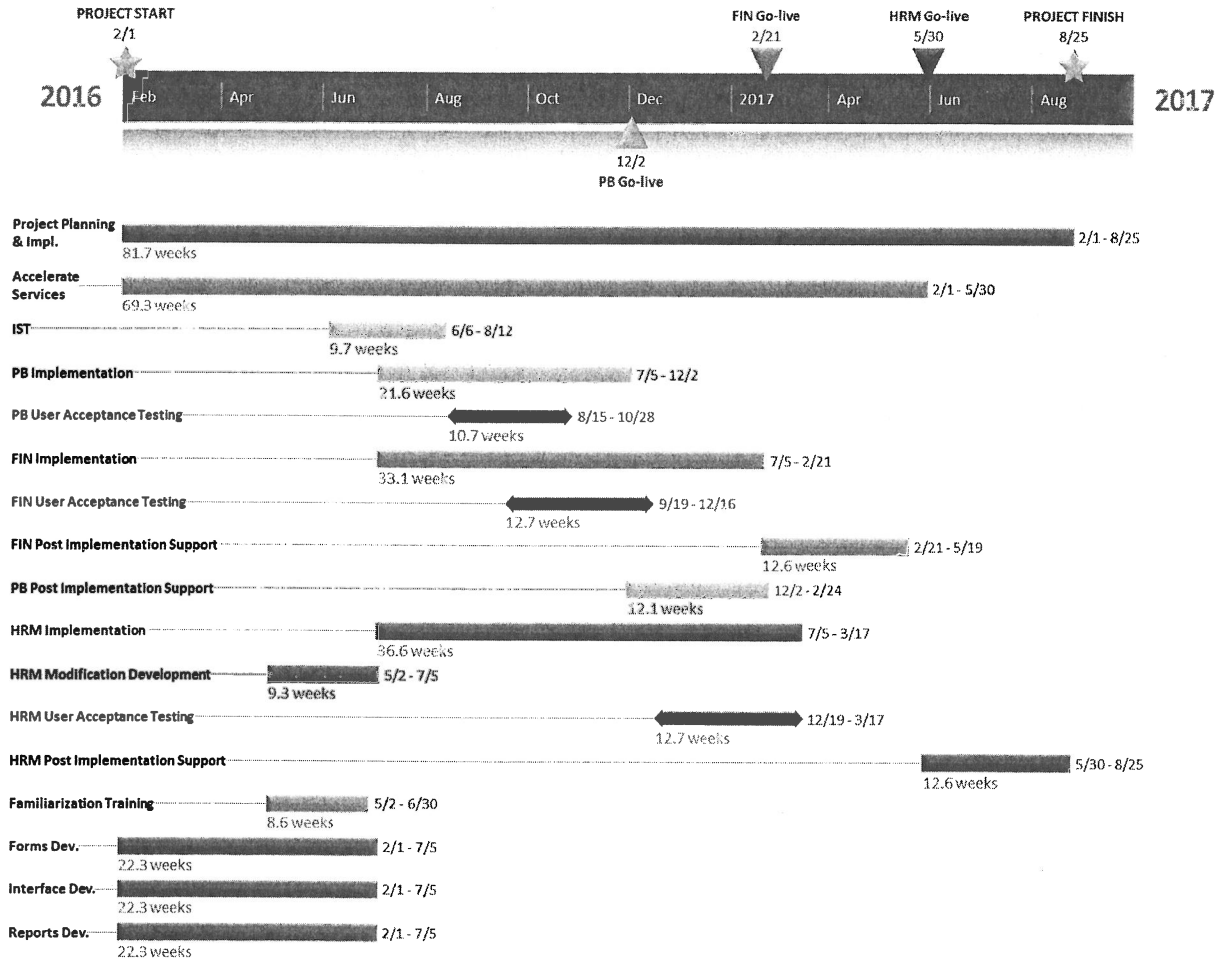 PROJECT START
2/1
FIN Go-live
2/21
HRM Go-live
5/30
PROJECT FINISH
8/25
2016
Feb
Apr
Jun
Aug
Oct
Dec
2017
Apr
Jun
Aug
2017
12/2
PB Go-live
Project Planning
& Impl.
2/1 - 8/25
81.7 weeks
Accelerate
Services
2/1 - 5/30
69.3 weeks
IST
6/6 - 8/12
9.7 weeks
PB Implementation
7/5 - 12/2
21.6 weeks
PB User Acceptance Testing
8/15 - 10/28
10.7 weeks
FIN Implementation
7/5 - 2/21
33.1 weeks
FIN User Acceptance Testing
9/19 - 12/16
12.7 weeks
FIN Post Implementation Support
2/21 - 5/19
12.6 weeks
PB Post Implementation Support
12/2 - 2/24
12.1 weeks
HRM Implementation
7/5 - 3/17
36.6 weeks
HRM Modification Development
5/2 - 7/5
9.3 weeks
HRM User Acceptance Testing
12/19 - 3/17
12.7 weeks
HRM Post Implementation Support
5/30 - 8/25
12.6 weeks
Familiarization Training
5/2 - 6/30
8.6 weeks
Forms Dev.
2/1 - 7/5
22.3 weeks
Interface Dev.
2/1 - 7/5
22.3 weeks
Reports Dev.
2/1 - 7/5
22.3 weeks